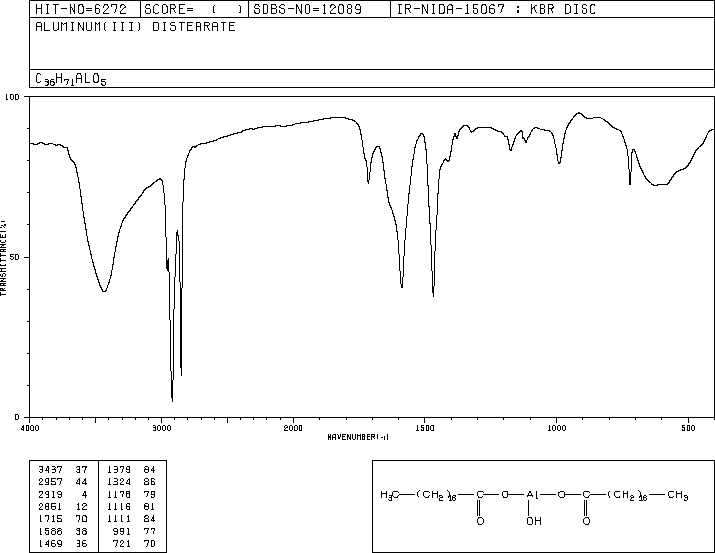 HIT-NO=6272 SCORE= ( ) SDBS-NO=12089 IR-NIDA-15067 : KBR DISC
ALUMINUM(III) DISTEARATE
C36H71ALO5
100
50
0
TRANSMITTANCE(%)
4000 3000 2000 1500 1000 500
WAVENUMBER(-1)
3437 37 1379 84
2957 44 1324 86
2919 4 1178 79
2851 12 1116 81
1715 70 1111 84
1588 38 991 77
1469 36 721 70
H3C—(CH2)16—C—O—Al—O—C—(CH2)16—CH3
O OH O